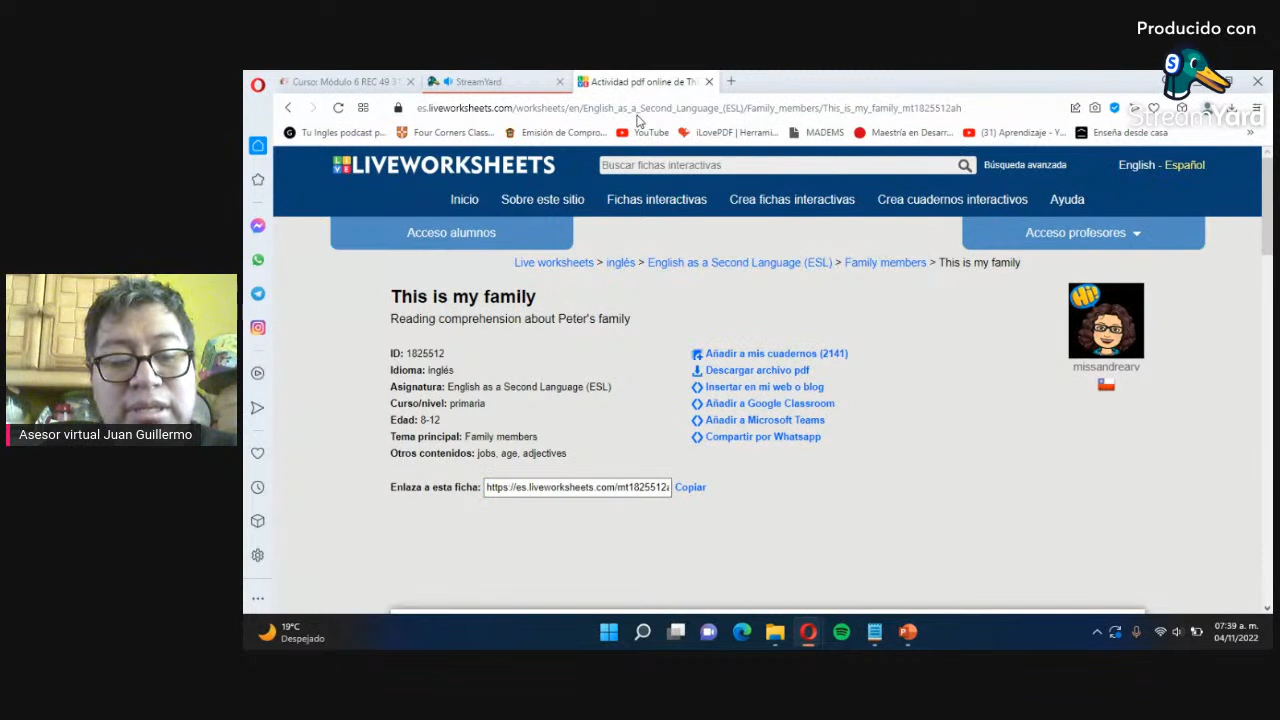 Producido con
StreamYard
Curso: Módulo 6 REC 49 3
StreamYard
Actividad pdf online de Th
es.liveworksheets.com/worksheets/en/English_as_a_Second_Language_(ESL)/Family_members/This_is_my_family_mt1825512ah
Tu Ingles podcast p...
Four Corners Class...
Emisión de Compro...
YouTube
iLovePDF | Herrami...
MADEMS
Maestría en Desarr...
(31) Aprendizaje - Y...
Enseña desde casa
LIVEWORKSHEETS
Buscar fichas interactivas
Búsqueda avanzada
English - Español
Inicio
Sobre este sitio
Fichas interactivas
Crea fichas interactivas
Crea cuadernos interactivos
Ayuda
Acceso alumnos
Acceso profesores
Live worksheets > inglés > English as a Second Language (ESL) > Family members > This is my family
This is my family
Reading comprehension about Peter's family
Hi!
ID: 1825512
Idioma: inglés
Asignatura: English as a Second Language (ESL)
Curso/nivel: primaria
Edad: 8-12
Tema principal: Family members
Otros contenidos: jobs, age, adjectives
Añadir a mis cuadernos (2141)
Descargar archivo pdf
Insertar en mi web o blog
Añadir a Google Classroom
Añadir a Microsoft Teams
Compartir por Whatsapp
missandrearv
Enlaza a esta ficha: https://es.liveworksheets.com/mt1825512 Copiar
Asesor virtual Juan Guillermo
19°C
Despejado
07:39 a. m.
04/11/2022